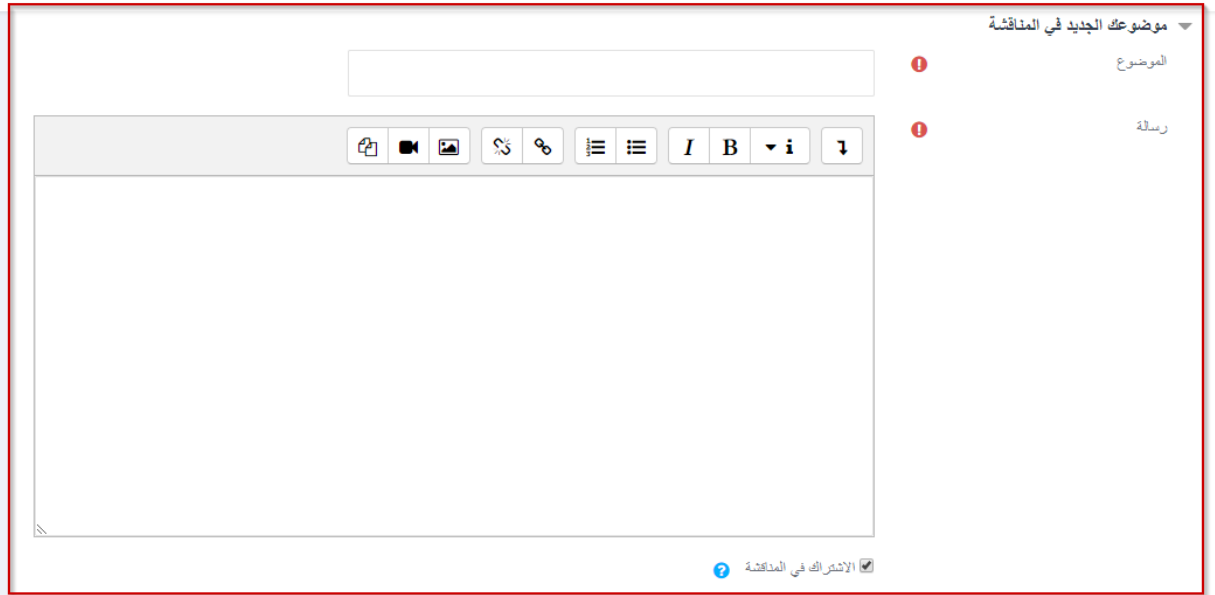 موضوعك الجديد في المناقشة
الموضوع
رسالة
i B I
الاشتراك في المناقشة